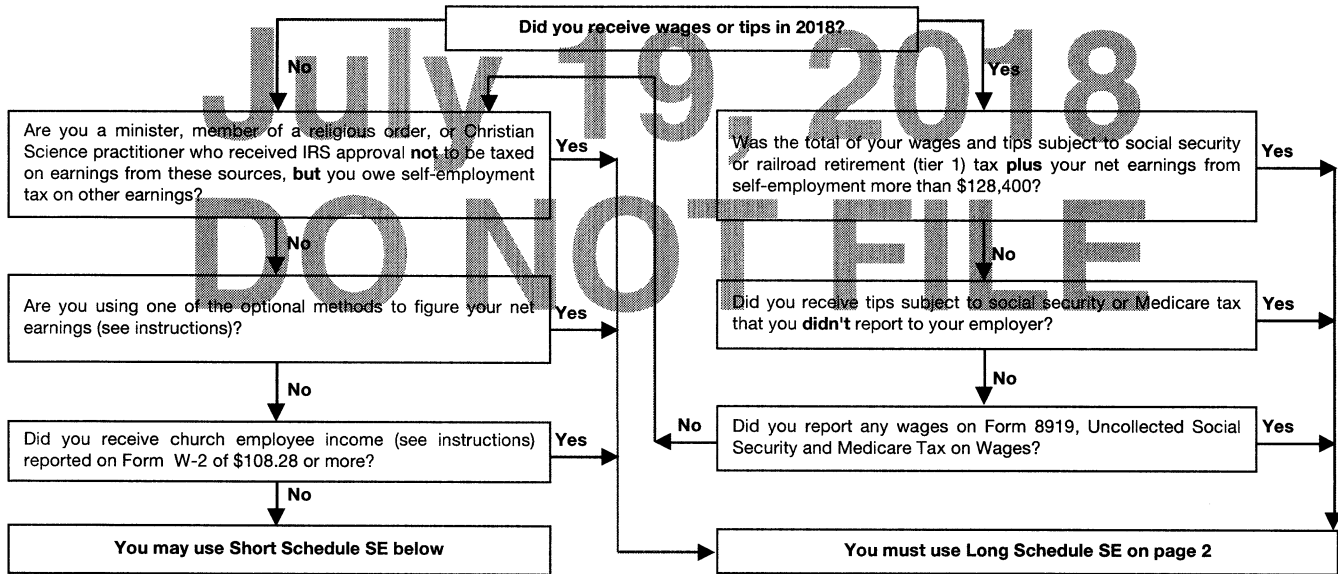 Did you receive wages or tips in 2018?
No
Yes
July 19, 2018
DO NOT FILE
Are you a minister, member of a religious order, or Christian
Science practitioner who received IRS approval not to be taxed
on earnings from these sources, but you owe self-employment
tax on other earnings?
Yes
No
Are you using one of the optional methods to figure your net
earnings (see instructions)?
Yes
No
Did you receive church employee income (see instructions)
reported on Form W-2 of $108.28 or more?
Yes
No
You may use Short Schedule SE below
Was the total of your wages and tips subject to social security
or railroad retirement (tier 1) tax plus your net earnings from
self-employment more than $128,400?
Yes
No
Did you receive tips subject to social security or Medicare tax
that you didn't report to your employer?
Yes
No
Did you report any wages on Form 8919, Uncollected Social
Security and Medicare Tax on Wages?
No
Yes
You must use Long Schedule SE on page 2